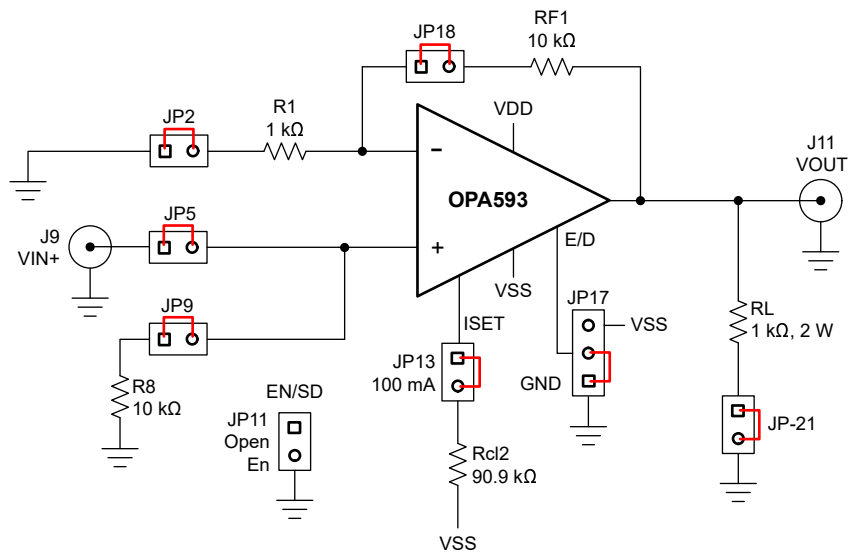 RF1
10 kΩ
JP18
R1
1 kΩ
JP2
VDD
J11
VOUT
−
OPA593
JP5
J9
VIN+
+
E/D
VSS
JP17
VSS
JP9
ISET
RL
1 kΩ, 2 W
JP13
100 mA
GND
R8
10 kΩ
EN/SD
JP11
Open
En
JP-21
Rcl2
90.9 kΩ
VSS